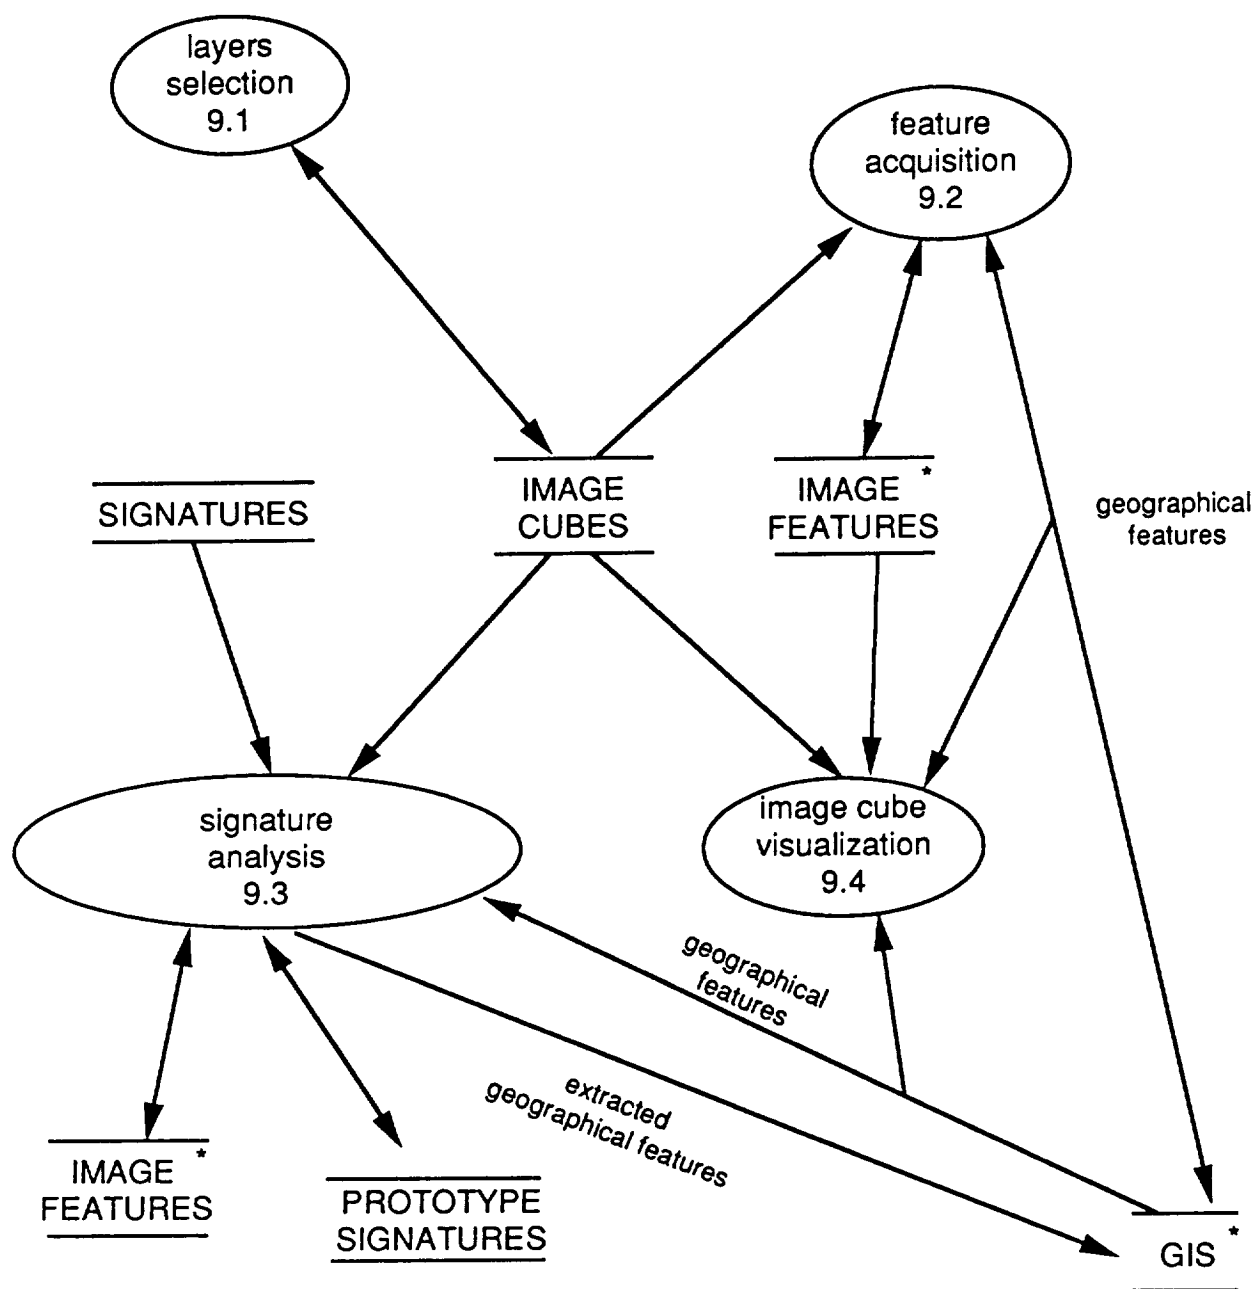 layers
selection
9.1
feature
acquisition
9.2
SIGNATURES
IMAGE
CUBES
IMAGE *
FEATURES
geographical
features
signature
analysis
9.3
image cube
visualization
9.4
geographical
features
extracted
geographical features
IMAGE *
FEATURES
PROTOTYPE
SIGNATURES
GIS *